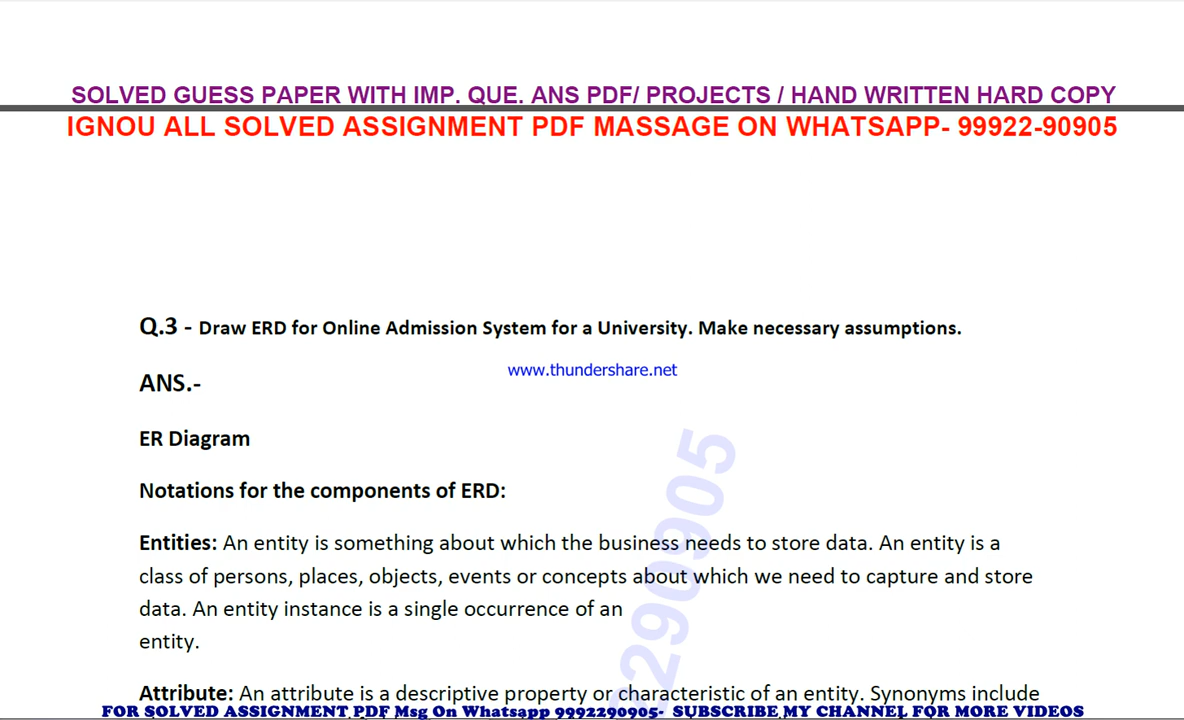 SOLVED GUESS PAPER WITH IMP. QUE. ANS PDF/ PROJECTS / HAND WRITTEN HARD COPY
IGNOU ALL SOLVED ASSIGNMENT PDF MASSAGE ON WHATSAPP- 99922-90905
Q.3 - Draw ERD for Online Admission System for a University. Make necessary assumptions.
www.thundershare.net
ANS.-
ER Diagram
Notations for the components of ERD:
Entities: An entity is something about which the business needs to store data. An entity is a
class of persons, places, objects, events or concepts about which we need to capture and store
data. An entity instance is a single occurrence of an
entity.
290905
Attribute: An attribute is a descriptive property or characteristic of an entity. Synonyms include
FOR SOLVED ASSIGNMENT PDF Msg On Whatsapp 9992290905- SUBSCRIBE MY CHANNEL FOR MORE VIDEOS